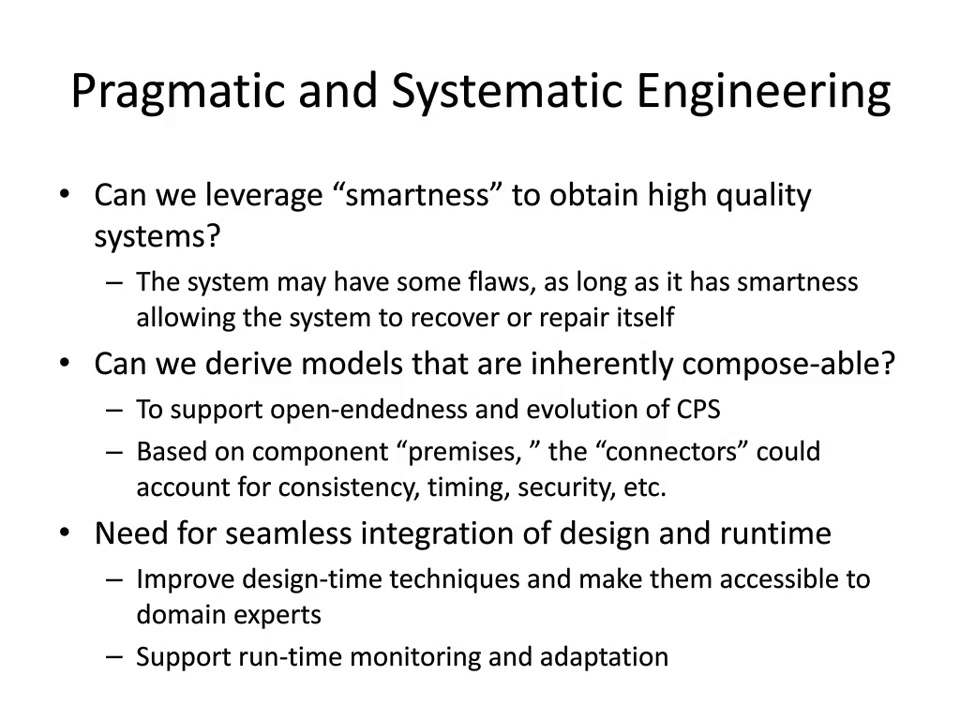 Pragmatic and Systematic Engineering
• Can we leverage “smartness” to obtain high quality
systems?
– The system may have some flaws, as long as it has smartness
allowing the system to recover or repair itself
• Can we derive models that are inherently compose-able?
– To support open-endedness and evolution of CPS
– Based on component “premises, ” the “connectors” could
account for consistency, timing, security, etc.
• Need for seamless integration of design and runtime
– Improve design-time techniques and make them accessible to
domain experts
– Support run-time monitoring and adaptation